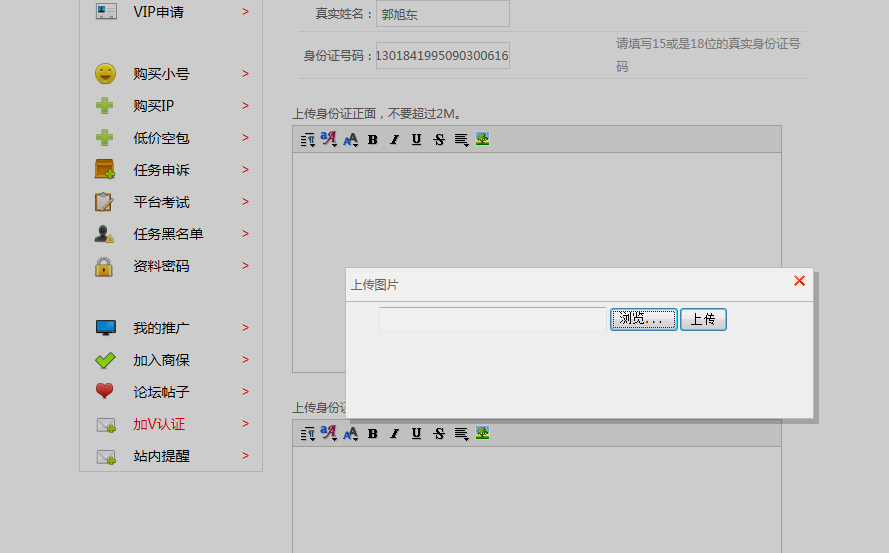 VIP申请 >
购买小号 >
购买IP >
低价空包 >
任务申诉 >
平台考试 >
任务黑名单 >
资料密码 >
我的推广 >
加入商保 >
论坛帖子 >
加V认证 >
站内提醒 >
真实姓名： 郭旭东
身份证号码： 1301841995090300616
请填写15或是18位的真实身份证号
码
上传身份证正面，不要超过2M。
上传图片
浏览... 上传
上传身份